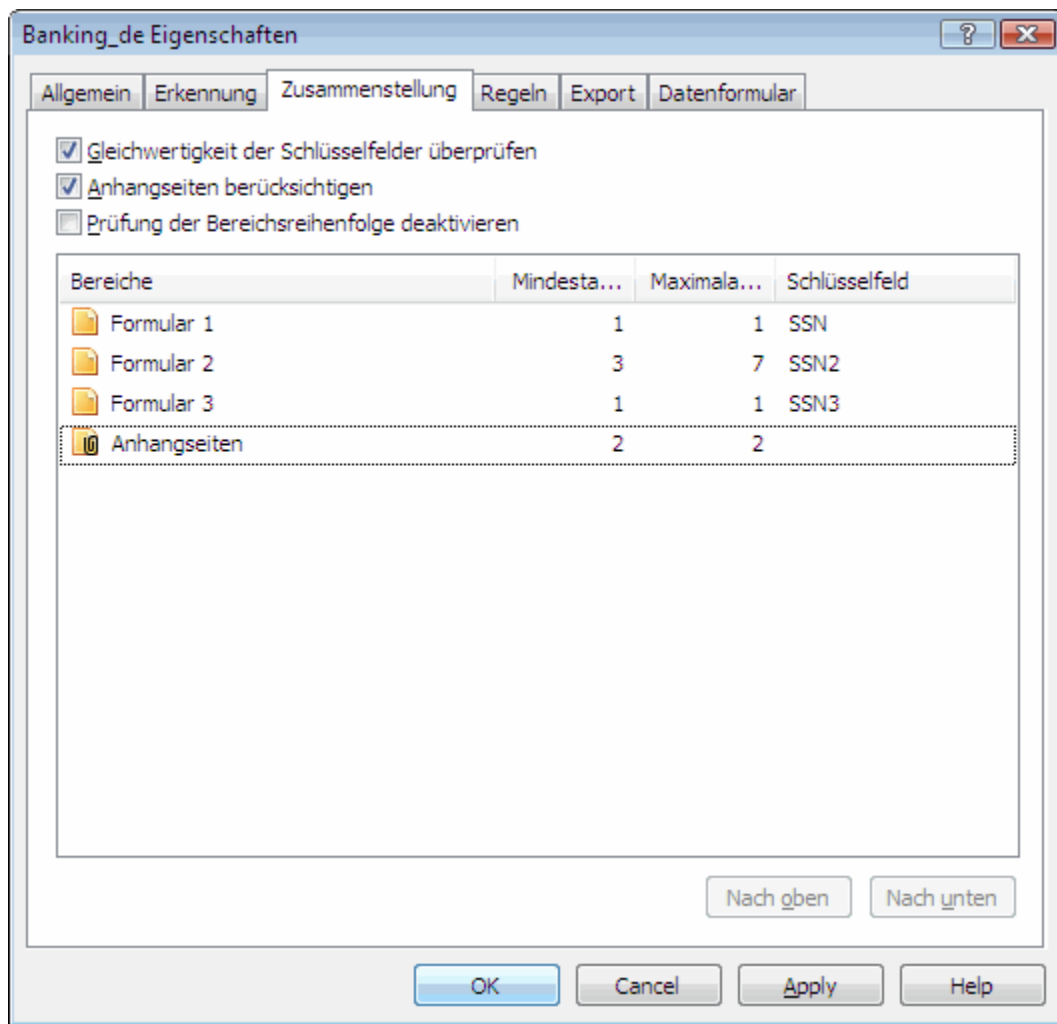 Banking_de Eigenschaften
Allgemein Erkennung Zusammenstellung Regeln Export Datenformular
Gleichwertigkeit der Schlüsselfelder überprüfen
Anhangseiten berücksichtigen
Prüfung der Bereichsreihenfolge deaktivieren
Bereiche Mindesta... Maximala... Schlüsselfeld
Formular 1 1 1 SSN
Formular 2 3 7 SSN2
Formular 3 1 1 SSN3
Anhangseiten 2 2
Nach oben Nach unten
OK Cancel Apply Help